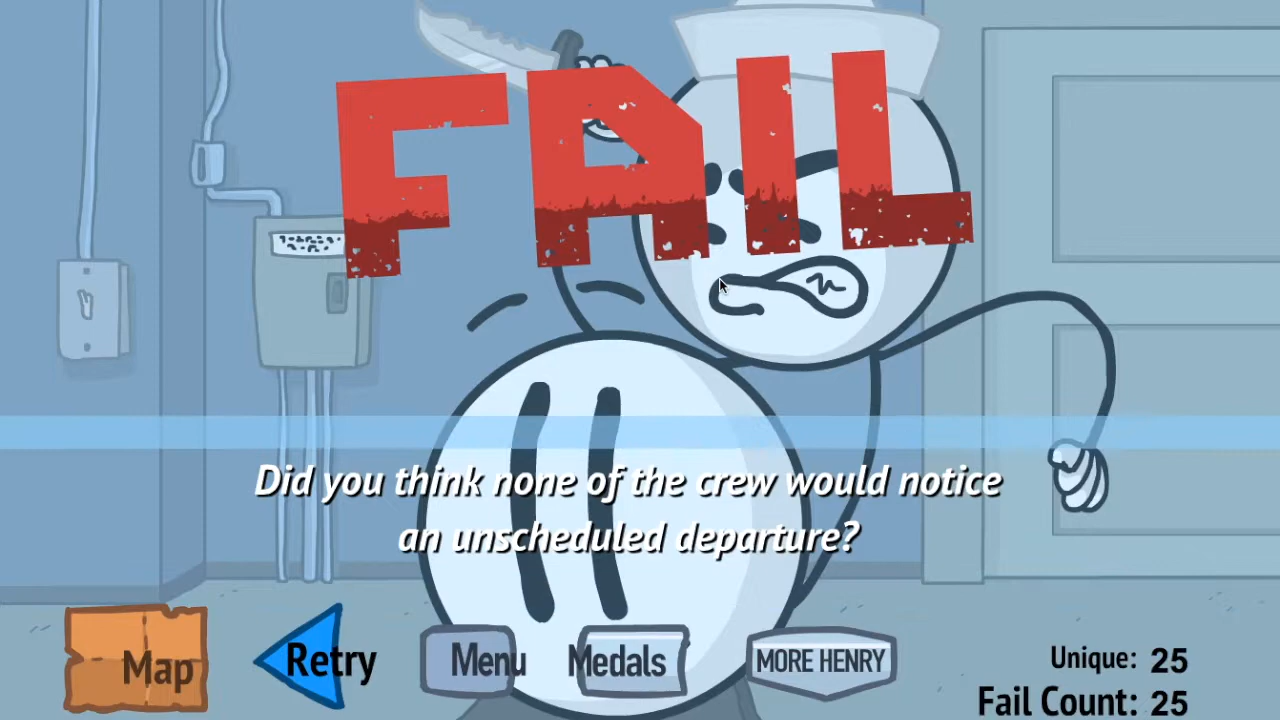 FAIL
Did you think none of the crew would notice
an unscheduled departure?
Map
Retry
Menu
Medals
MORE HENRY
Unique: 25
Fail Count: 25